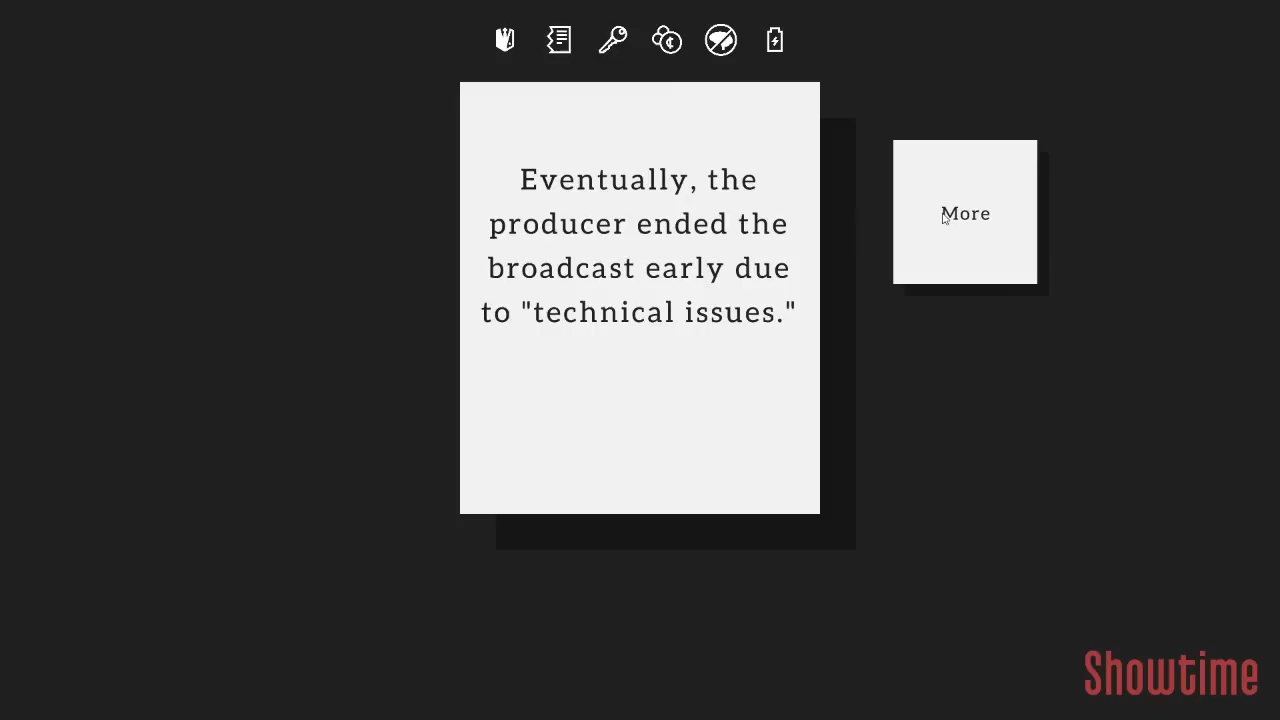 Eventually, the
producer ended the
broadcast early due
to "technical issues."
More
Showtime